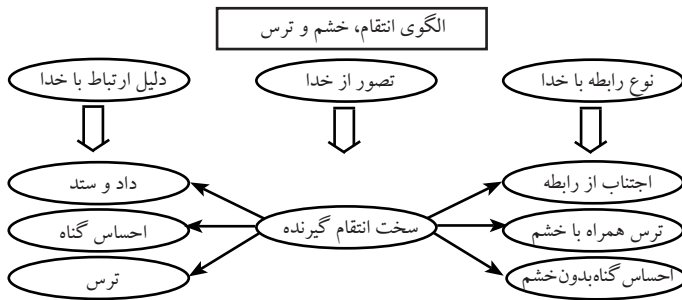 الگوی انتقام، خشم و ترس
نوع رابطه با خدا
تصور از خدا
دلیل ارتباط با خدا
اجتناب از رابطه
داد و ستد
ترس همراه با خشم
سخت انتقام گیرنده
احساس گناه
احساس گناه بدون خشم
ترس